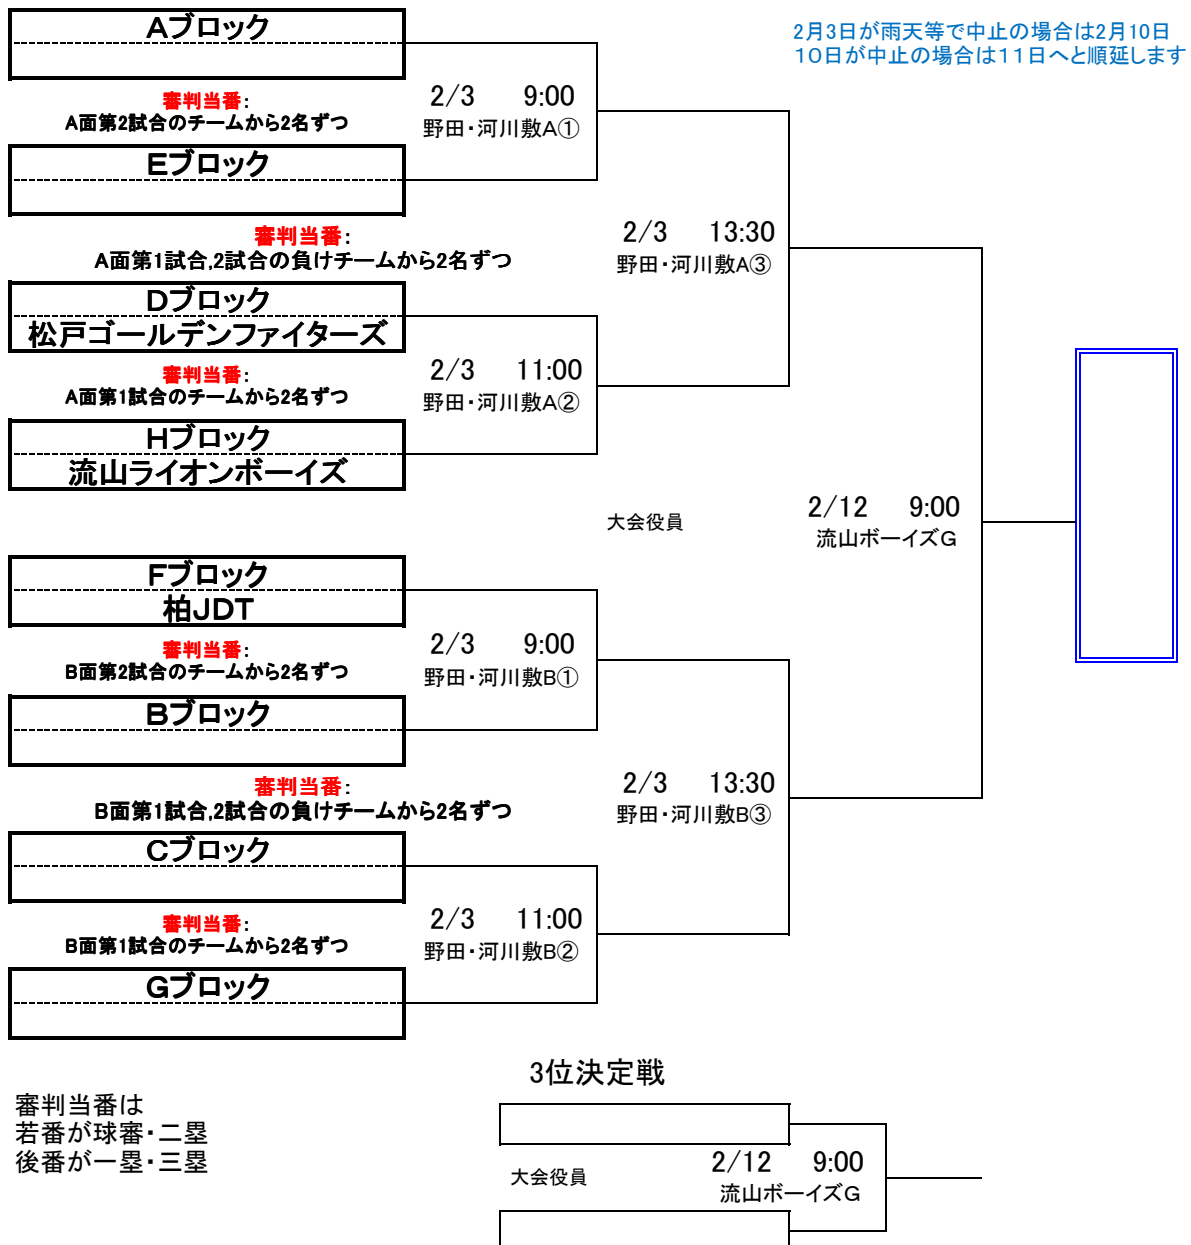 Aブロック
2月3日が雨天等で中止の場合は2月10日
10日が中止の場合は11日へと順延します
審判当番:
A面第2試合のチームから2名ずつ
2/3 9:00
野田・河川敷A①
Eブロック
審判当番:
A面第1試合,2試合の負けチームから2名ずつ
2/3 13:30
野田・河川敷A③
Dブロック
松戸ゴールデンファイターズ
審判当番:
A面第1試合のチームから2名ずつ
2/3 11:00
野田・河川敷A②
Hブロック
流山ライオンボーイズ
大会役員
2/12 9:00
流山ボーイズG
Fブロック
柏JDT
審判当番:
B面第2試合のチームから2名ずつ
2/3 9:00
野田・河川敷B①
Bブロック
審判当番:
B面第1試合,2試合の負けチームから2名ずつ
2/3 13:30
野田・河川敷B③
Cブロック
審判当番:
B面第1試合のチームから2名ずつ
2/3 11:00
野田・河川敷B②
Gブロック
3位決定戦
審判当番は
若番が球審・二塁
後番が一塁・三塁
大会役員
2/12 9:00
流山ボーイズG